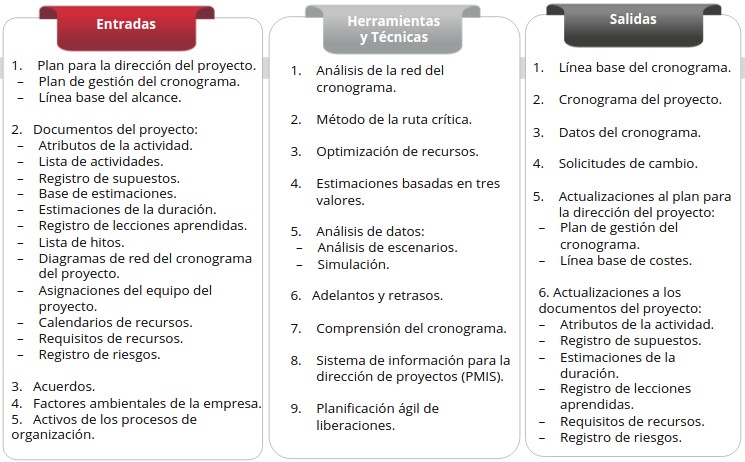 Entradas
1. Plan para la dirección del proyecto.
– Plan de gestión del cronograma.
– Línea base del alcance.
2. Documentos del proyecto:
– Atributos de la actividad.
– Lista de actividades.
– Registro de supuestos.
– Base de estimaciones.
– Estimaciones de la duración.
– Registro de lecciones aprendidas.
– Lista de hitos.
– Diagramas de red del cronograma
del proyecto.
– Asignaciones del equipo del
proyecto.
– Calendarios de recursos.
– Requisitos de recursos.
– Registro de riesgos.
3. Acuerdos.
4. Factores ambientales de la empresa.
5. Activos de los procesos de
organización.
Herramientas
y Técnicas
1. Análisis de la red del
cronograma.
2. Método de la ruta crítica.
3. Optimización de recursos.
4. Estimaciones basadas en tres
valores.
5. Análisis de datos:
– Análisis de escenarios.
– Simulación.
6. Adelantos y retrasos.
7. Comprensión del cronograma.
8. Sistema de información para la
dirección de proyectos (PMIS).
9. Planificación ágil de
liberaciones.
Salidas
1. Línea base del cronograma.
2. Cronograma del proyecto.
3. Datos del cronograma.
4. Solicitudes de cambio.
5. Actualizaciones al plan para
la dirección del proyecto:
– Plan de gestión del
cronograma.
– Línea base de costes.
6. Actualizaciones a los
documentos del proyecto:
– Atributos de la actividad.
– Registro de supuestos.
– Estimaciones de la
duración.
– Registro de lecciones
aprendidas.
– Requisitos de recursos.
– Registro de riesgos.